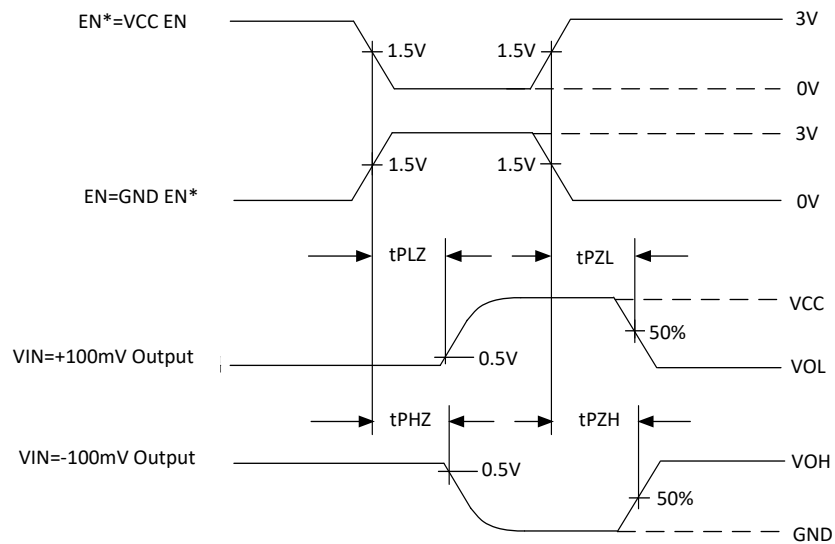 EN*=VCC EN
3V
1.5V
1.5V
0V
3V
1.5V
1.5V
EN=GND EN*
0V
tPLZ
tPZL
VCC
50%
VIN=+100mV Output
0.5V
VOL
tPHZ
tPZH
VIN=-100mV Output
0.5V
VOH
50%
GND